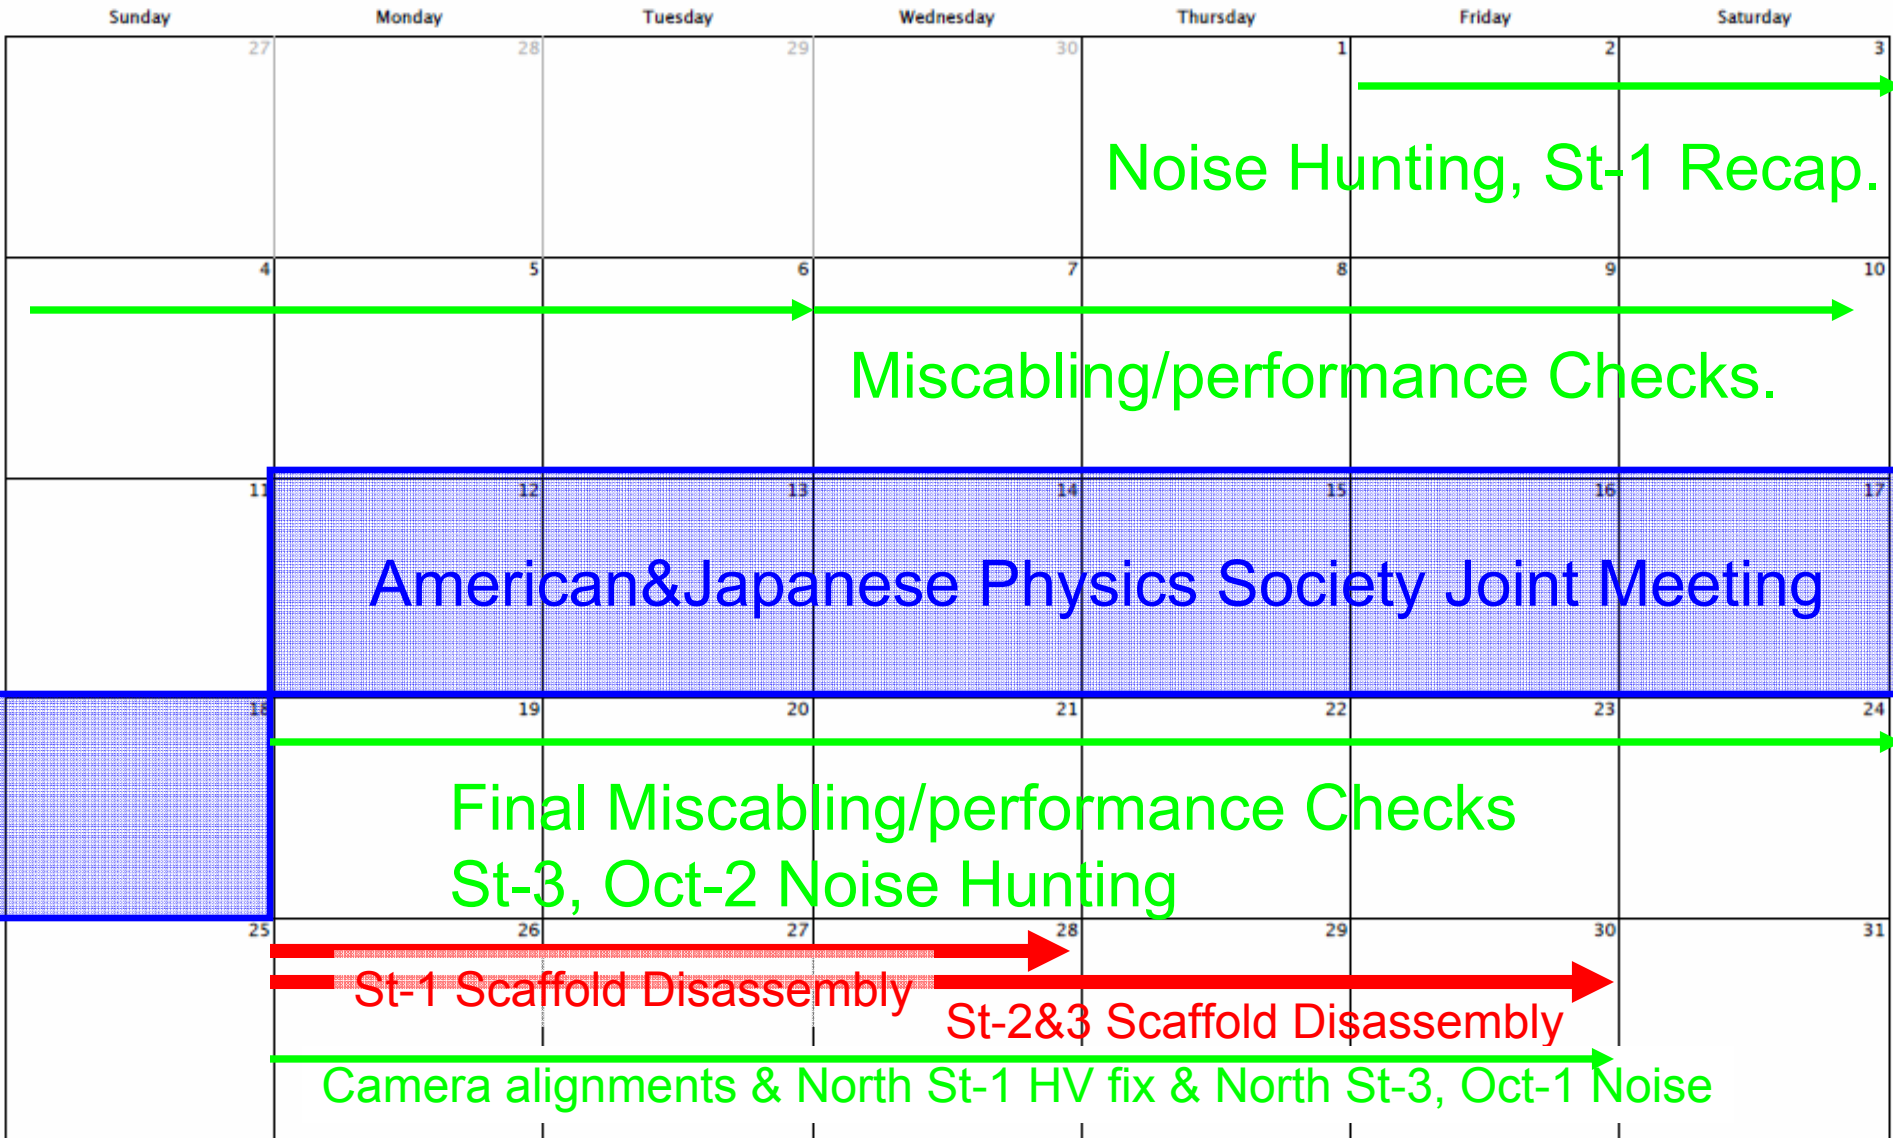 Sunday Monday Tuesday Wednesday Thursday Friday Saturday
27 28 29 30 1 2 3
Noise Hunting, St-1 Recap.
4 5 6 7 8 9 10
Miscabling/performance Checks.
11 12 13 14 15 16 17
American&Japanese Physics Society Joint Meeting
18 19 20 21 22 23 24
Final Miscabling/performance Checks
St-3, Oct-2 Noise Hunting
25 26 27 28 29 30 31
St-1 Scaffold Disassembly
St-2&3 Scaffold Disassembly
Camera alignments & North St-1 HV fix & North St-3, Oct-1 Noise